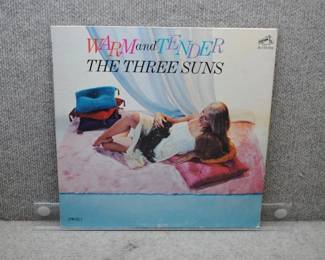 WARM and TENDER
THE THREE SUNS